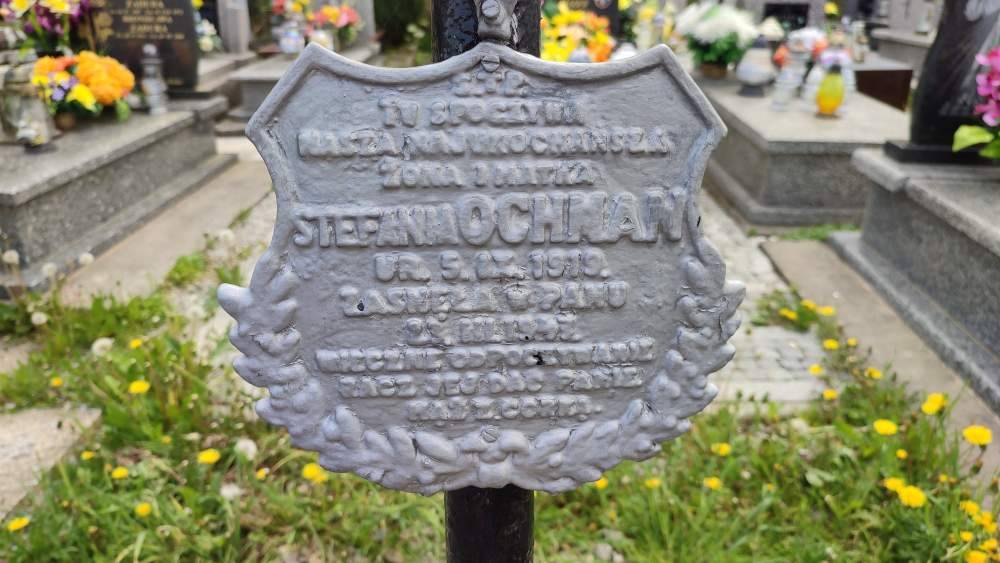 TU SPOCZYWA
NASZA NAJUKOCHAŃSZA
ŻONA I MATKA
STEFANIA OCHMAN
UR. 5. IX. 1919.
ZASNĘŁA W PANU
WIECZNE ODPOCZYWANIE
RACZ JEJ DAĆ PANIE